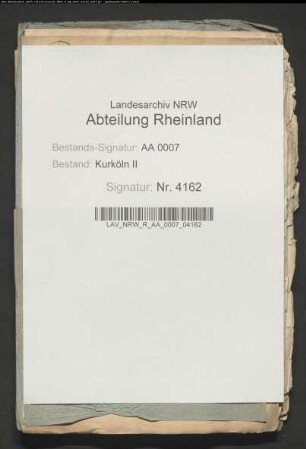 Landesarchiv NRW
Abteilung Rheinland
Bestands-Signatur: AA 0007
Bestand: Kurköln II
Signatur: Nr. 4162
LAV_NRW_R_AA_0007_04162